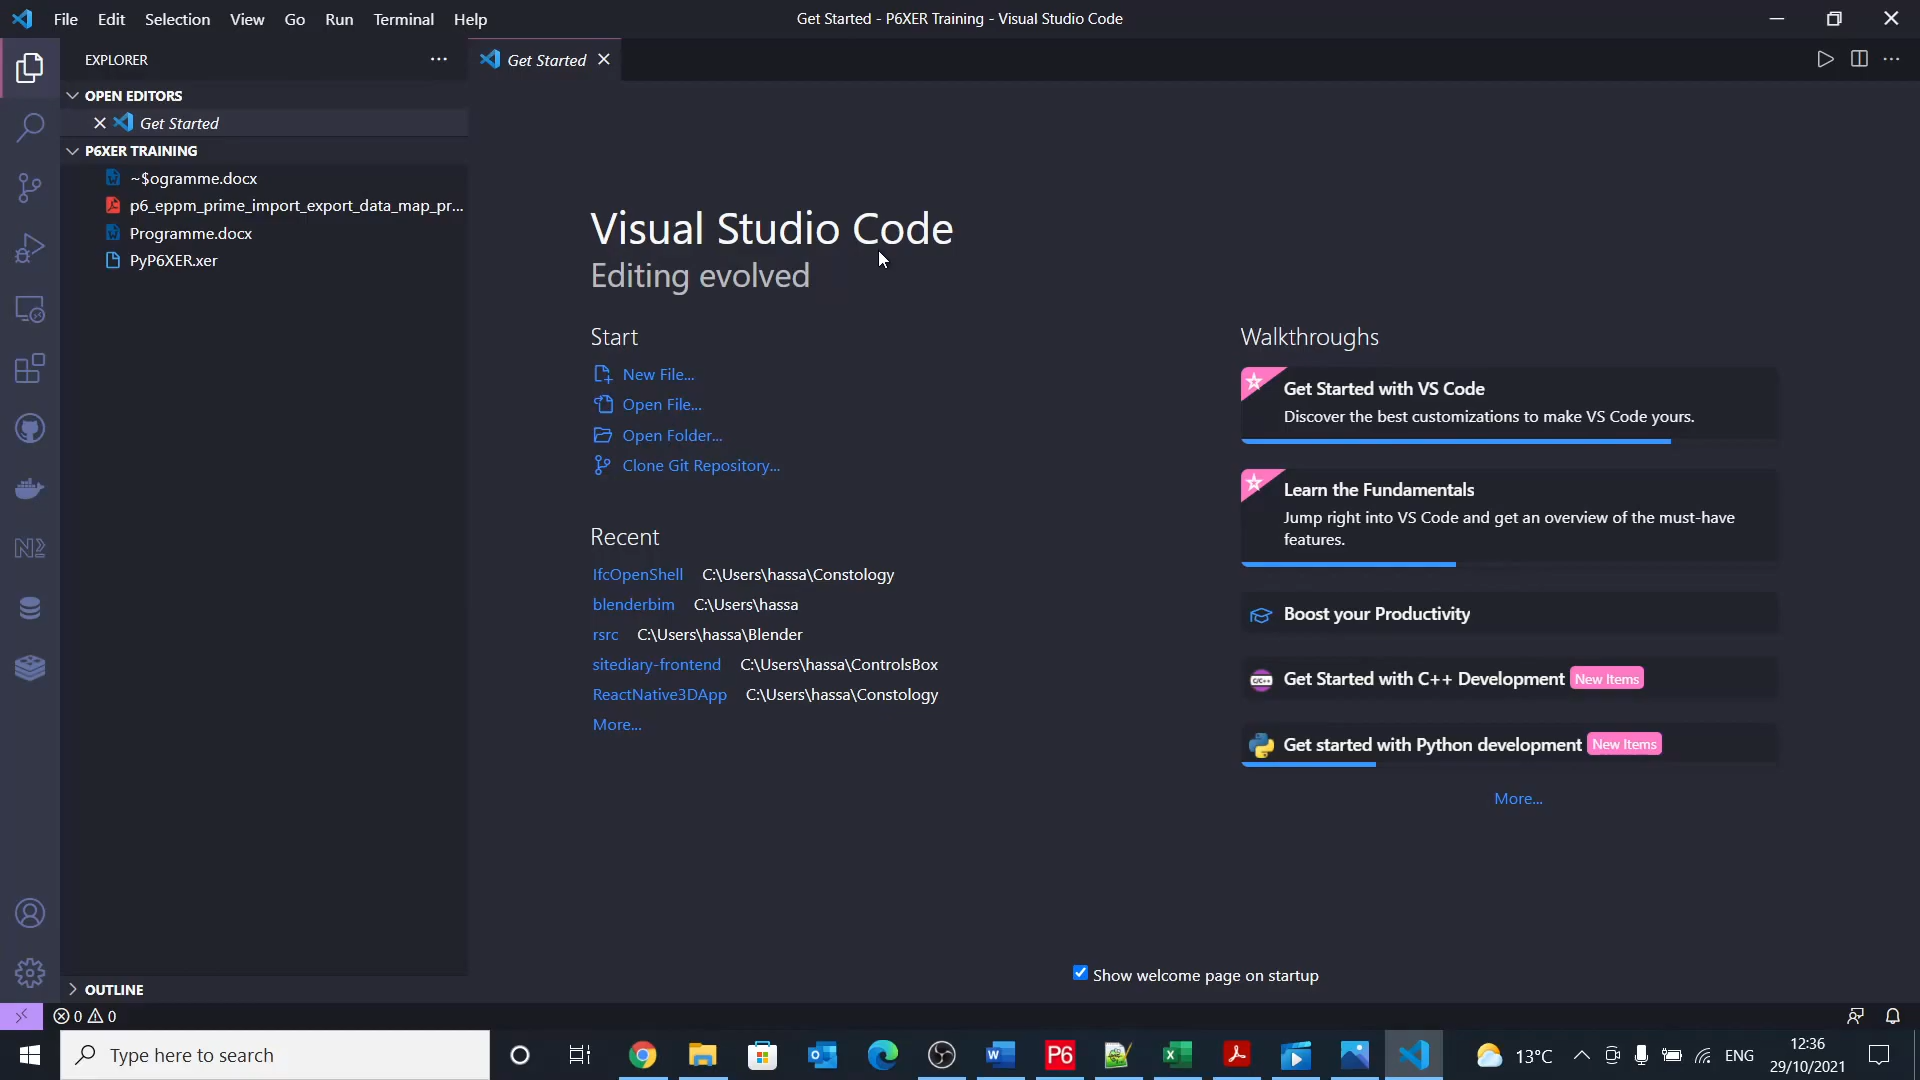 File Edit Selection View Go Run Terminal Help
Get Started - P6XER Training - Visual Studio Code
EXPLORER
Get Started
OPEN EDITORS
Get Started
P6XER TRAINING
~$ogramme.docx
p6_eppm_prime_import_export_data_map_pr...
Programme.docx
PyP6XER.xer
OUTLINE
Visual Studio Code
Editing evolved
Start
New File...
Open File...
Open Folder...
Clone Git Repository...
Recent
IfcOpenShell C:\Users\hassa\Constology
blenderbim C:\Users\hassa
rsrc C:\Users\hassa\Blender
sitediary-frontend C:\Users\hassa\ControlsBox
ReactNative3DApp C:\Users\hassa\Constology
More...
Walkthroughs
Get Started with VS Code
Discover the best customizations to make VS Code yours.
Learn the Fundamentals
Jump right into VS Code and get an overview of the must-have
features.
Boost your Productivity
C/C++ Get Started with C++ Development New Items
Get started with Python development New Items
More...
Show welcome page on startup
0 0
Type here to search
P6
13°C
ENG
12:36
29/10/2021